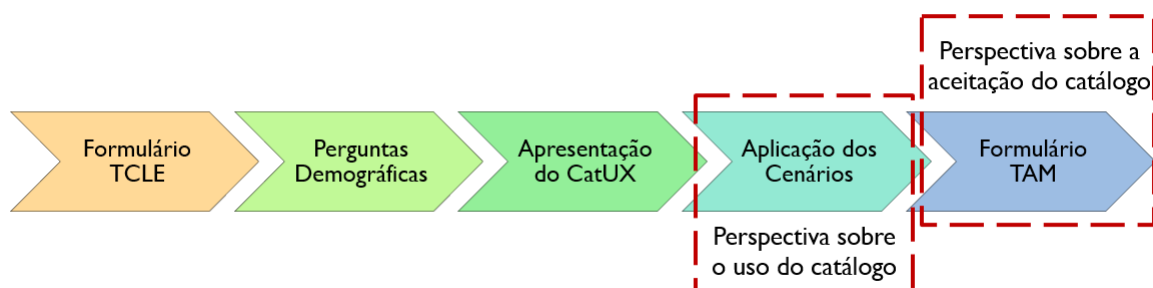 Formulário
TCLE
Perguntas
Demográficas
Apresentação
do CatUX
Aplicação dos
Cenários
Perspectiva sobre
o uso do catálogo
Perspectiva sobre a
aceitação do catálogo
Formulário
TAM